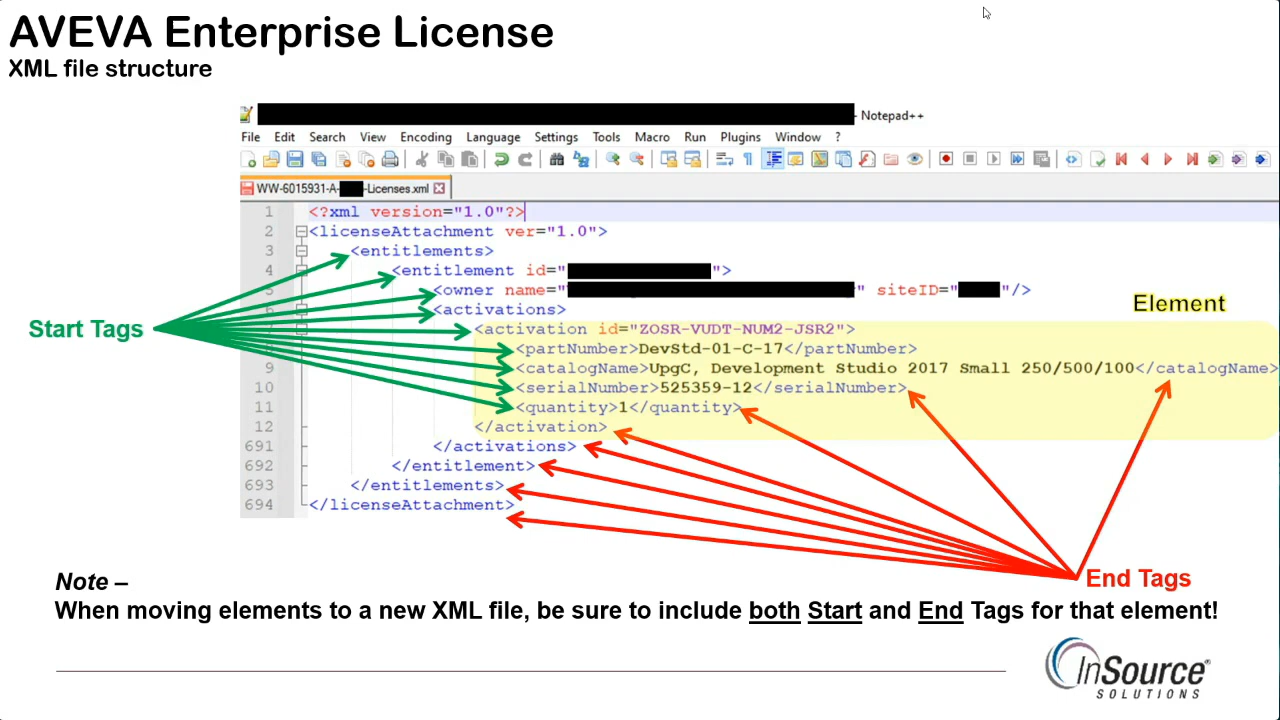 AVEVA Enterprise License
XML file structure
- Notepad++
File Edit Search View Encoding Language Settings Tools Macro Run Plugins Window ?
WW-6015931-A- -Licenses.xml
1 <?xml version="1.0"?>
2 <licenseAttachment ver="1.0">
3 <entitlements>
4 <entitlement id=" ">
5 <owner name=" " siteID=" "/>
6 <activations>
Element
Start Tags
7 <activation id="ZOSR-VUDT-NUM2-JSR2">
8 <partNumber>DevStd-01-C-17</partNumber>
9 <catalogName>UpgC, Development Studio 2017 Small 250/500/100</catalogName>
10 <serialNumber>525359-12</serialNumber>
11 <quantity>1</quantity>
12 </activation>
691 </activations>
692 </entitlement>
693 </entitlements>
694 </licenseAttachment>
End Tags
Note –
When moving elements to a new XML file, be sure to include both Start and End Tags for that element!
InSource
SOLUTIONS